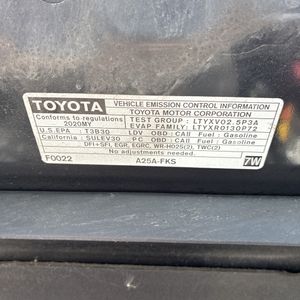 TOYOTA VEHICLE EMISSION CONTROL INFORMATION
Conforms to regulations TOYOTA MOTOR CORPORATION
2020MY TEST GROUP : LTYXV02.5P3A
EVAP FAMILY: LTYXR0130P72
U.S.EPA : T3B30 LDV OBD : CAII Fuel : Gasoline
California : SULEV30 PC OBD : CAII Fuel : Gasoline
DFI+SFI, EGR, EGRC, WR-HO2S(2), TWC(2)
No adjustments needed.
F0022 A25A-FKS 7W